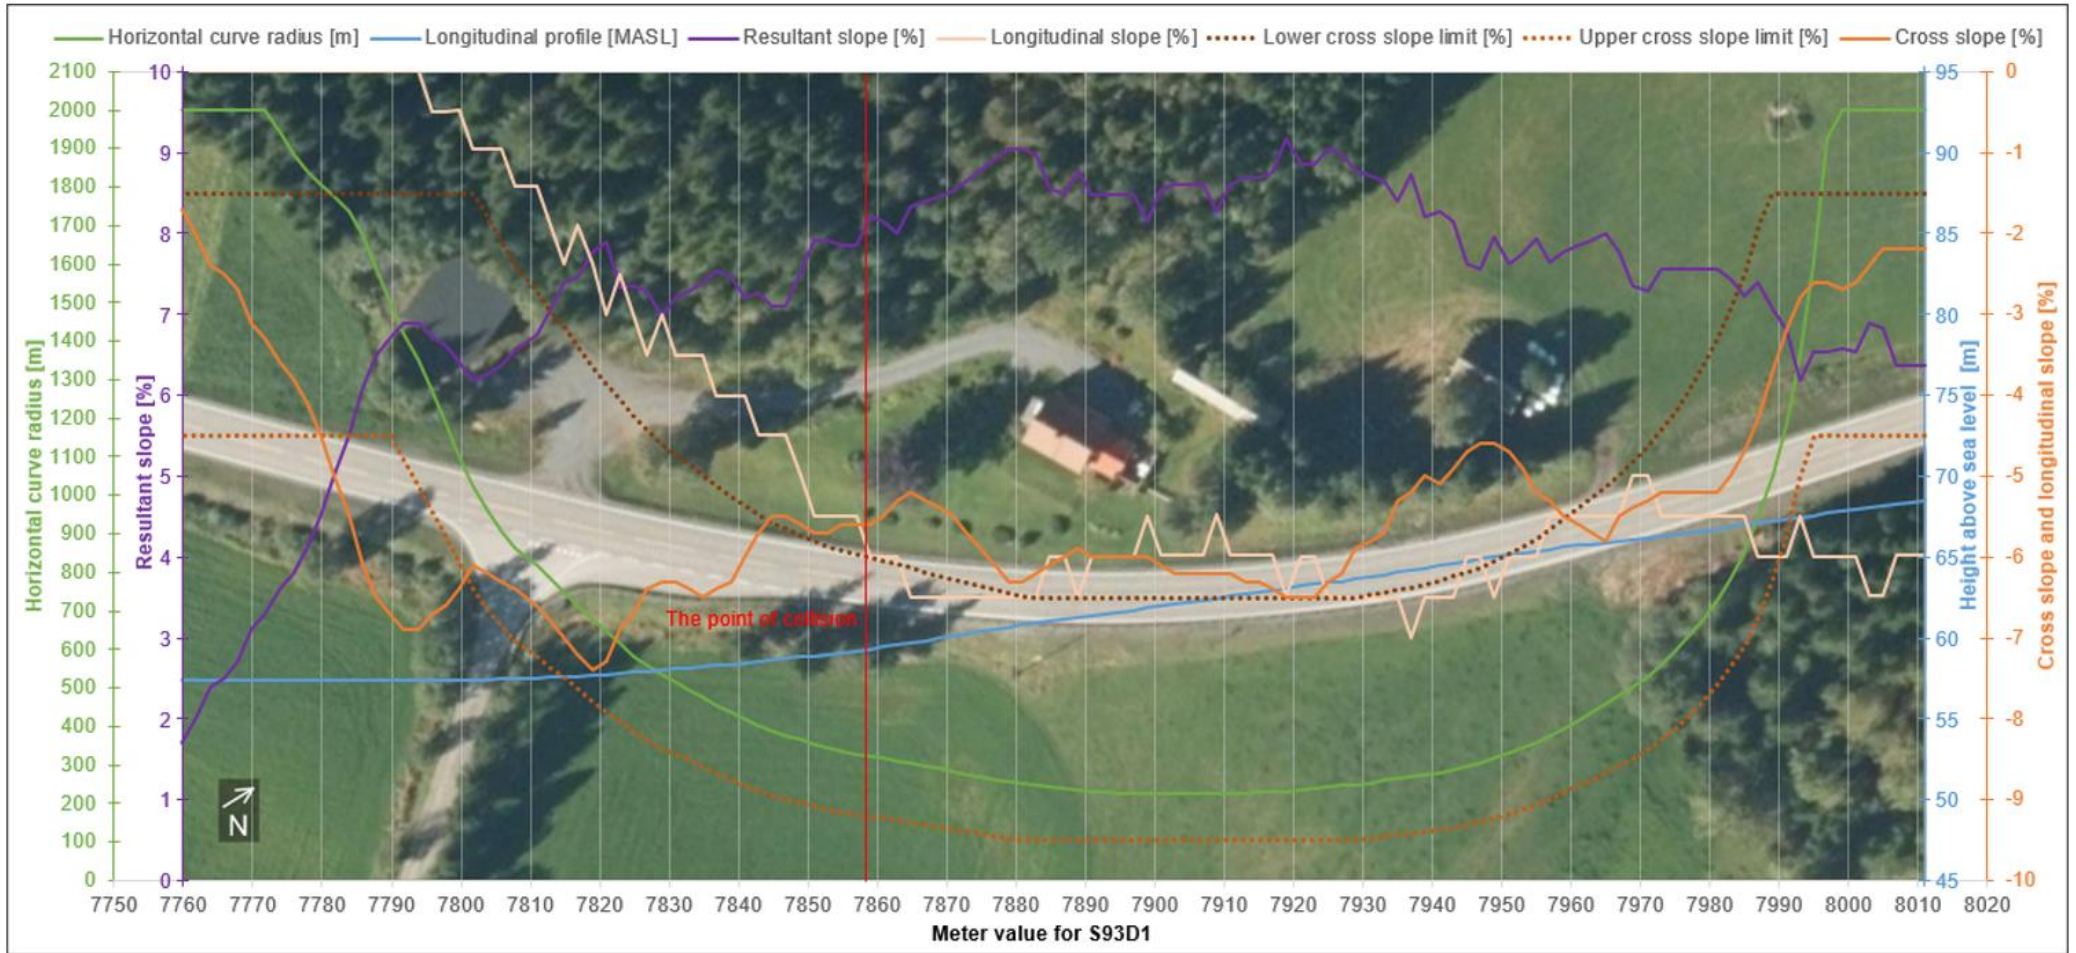 Horizontal curve radius [m] Longitudinal profile [MASL] Resultant slope [%] Longitudinal slope [%] Lower cross slope limit [%] Upper cross slope limit [%] Cross slope [%]
2100 10 95 0
2000
1900 9 90 -1
1800
1700 8 85 -2
1600
1500
1400 7 80 -3
1300
1200 6 75 -4
1100
1000 5 70 -5
900
800 4 65 -6
700
600 3 60 -7
500
400 2 55 -8
300
200 1 50 -9
100
0 0 45 -10
Horizontal curve radius [m]
Resultant slope [%]
The point of collision
N
Height above sea level [m]
Cross slope and longitudinal slope [%]
7750 7760 7770 7780 7790 7800 7810 7820 7830 7840 7850 7860 7870 7880 7890 7900 7910 7920 7930 7940 7950 7960 7970 7980 7990 8000 8010 8020
Meter value for S93D1